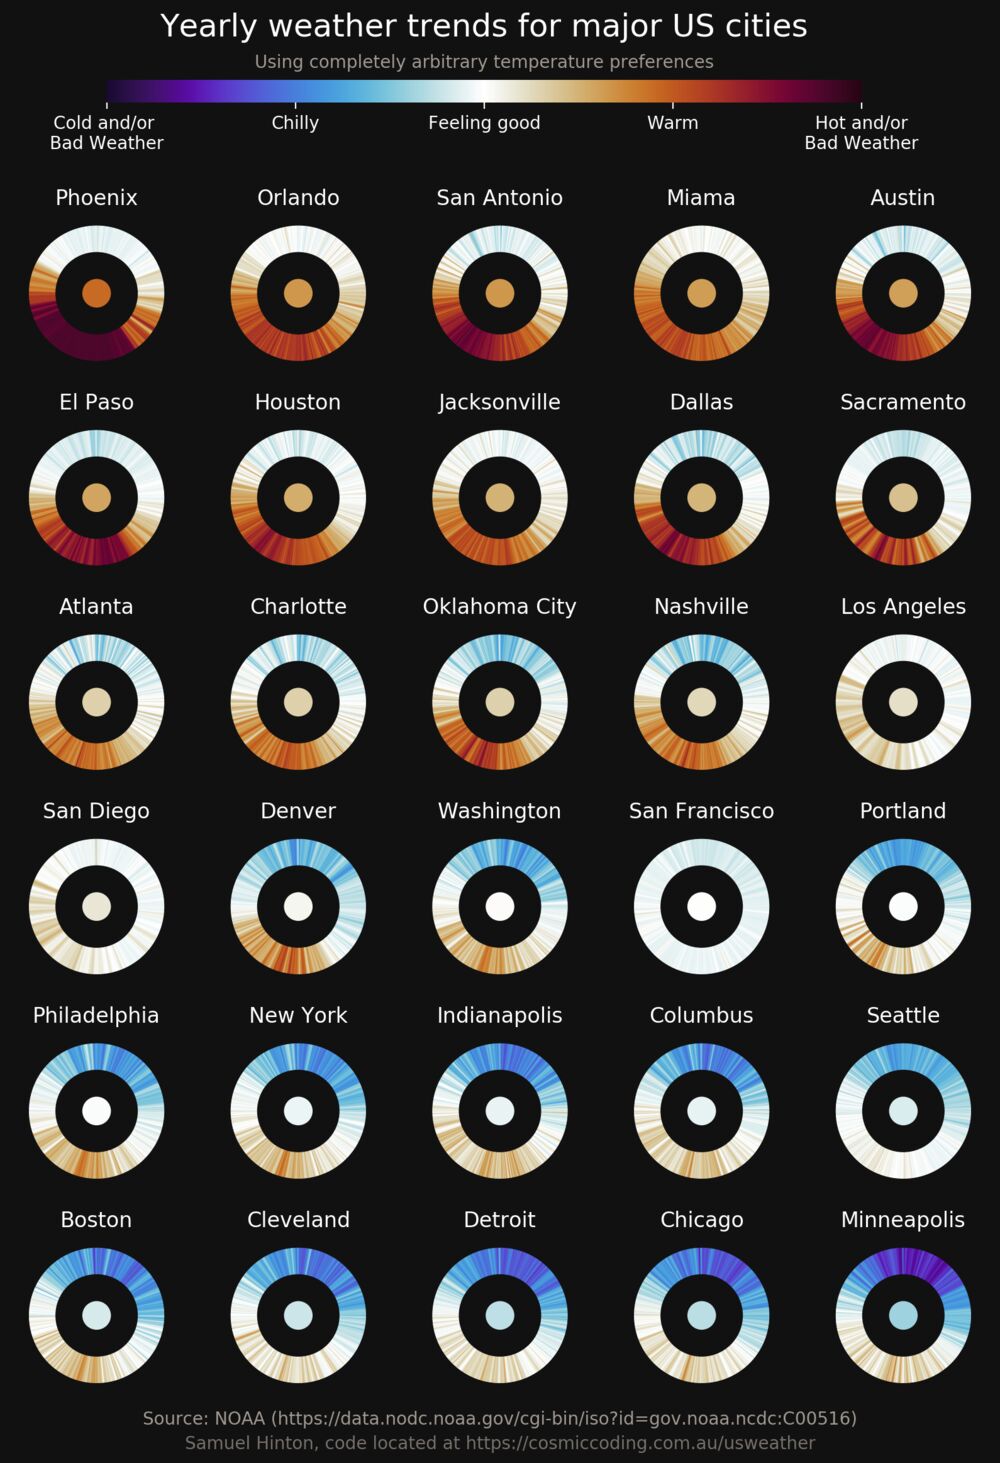 Yearly weather trends for major US cities
Using completely arbitrary temperature preferences
Cold and/or
Bad Weather
Chilly
Feeling good
Warm
Hot and/or
Bad Weather
Phoenix
Orlando
San Antonio
Miama
Austin
El Paso
Houston
Jacksonville
Dallas
Sacramento
Atlanta
Charlotte
Oklahoma City
Nashville
Los Angeles
San Diego
Denver
Washington
San Francisco
Portland
Philadelphia
New York
Indianapolis
Columbus
Seattle
Boston
Cleveland
Detroit
Chicago
Minneapolis
Source: NOAA (https://data.nodc.noaa.gov/cgi-bin/iso?id=gov.noaa.ncdc:C00516)
Samuel Hinton, code located at https://cosmiccoding.com.au/usweather